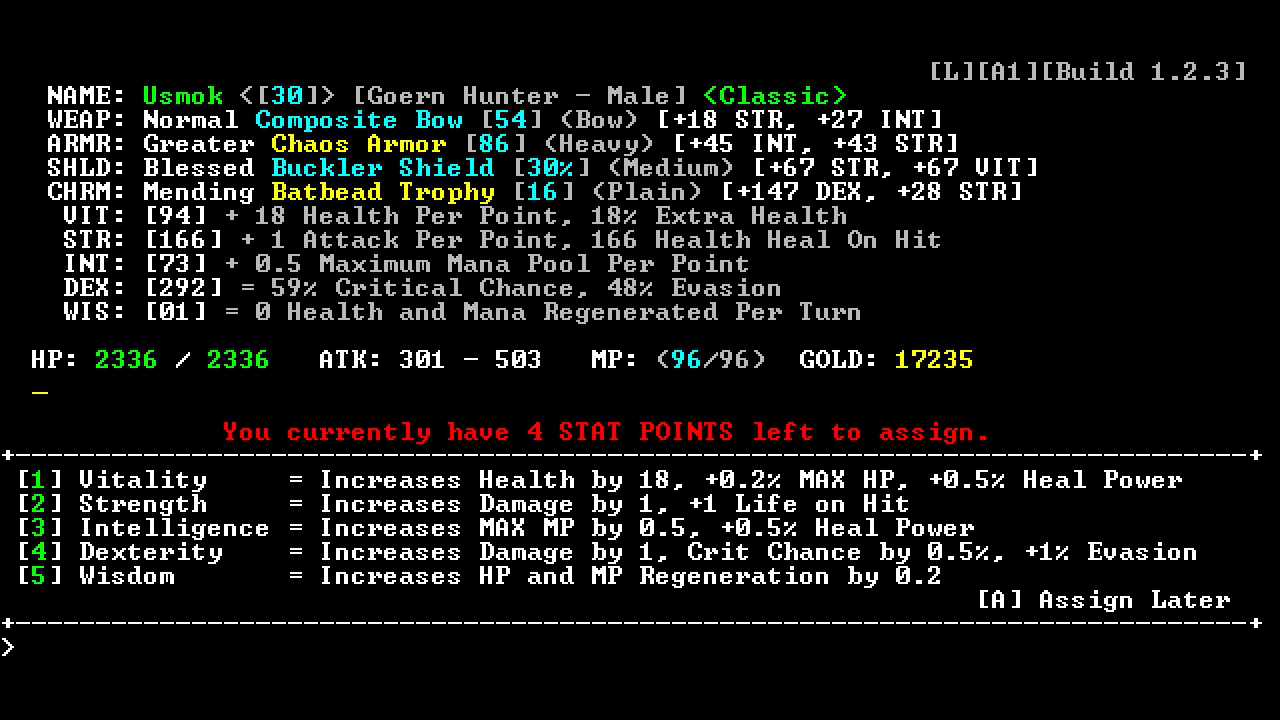 [L][A1][Build 1.2.3]
NAME: Usmok <[30]> [Goern Hunter - Male] <Classic>
WEAP: Normal Composite Bow [54] (Bow) [+18 STR, +27 INT]
ARMR: Greater Chaos Armor [86] (Heavy) [+45 INT, +43 STR]
SHLD: Blessed Buckler Shield [30%] (Medium) [+67 STR, +67 VIT]
CHRM: Mending Batbead Trophy [16] (Plain) [+147 DEX, +28 STR]
VIT: [94] + 18 Health Per Point, 18% Extra Health
STR: [166] + 1 Attack Per Point, 166 Health Heal On Hit
INT: [73] + 0.5 Maximum Mana Pool Per Point
DEX: [292] = 59% Critical Chance, 48% Evasion
WIS: [01] = 0 Health and Mana Regenerated Per Turn
HP: 2336 / 2336 ATK: 301 - 503 MP: (96/96) GOLD: 17235
_
You currently have 4 STAT POINTS left to assign.
+------------------------------------------------------------------------------+
[1] Vitality = Increases Health by 18, +0.2% MAX HP, +0.5% Heal Power
[2] Strength = Increases Damage by 1, +1 Life on Hit
[3] Intelligence = Increases MAX MP by 0.5, +0.5% Heal Power
[4] Dexterity = Increases Damage by 1, Crit Chance by 0.5%, +1% Evasion
[5] Wisdom = Increases HP and MP Regeneration by 0.2
[A] Assign Later
+------------------------------------------------------------------------------+
>